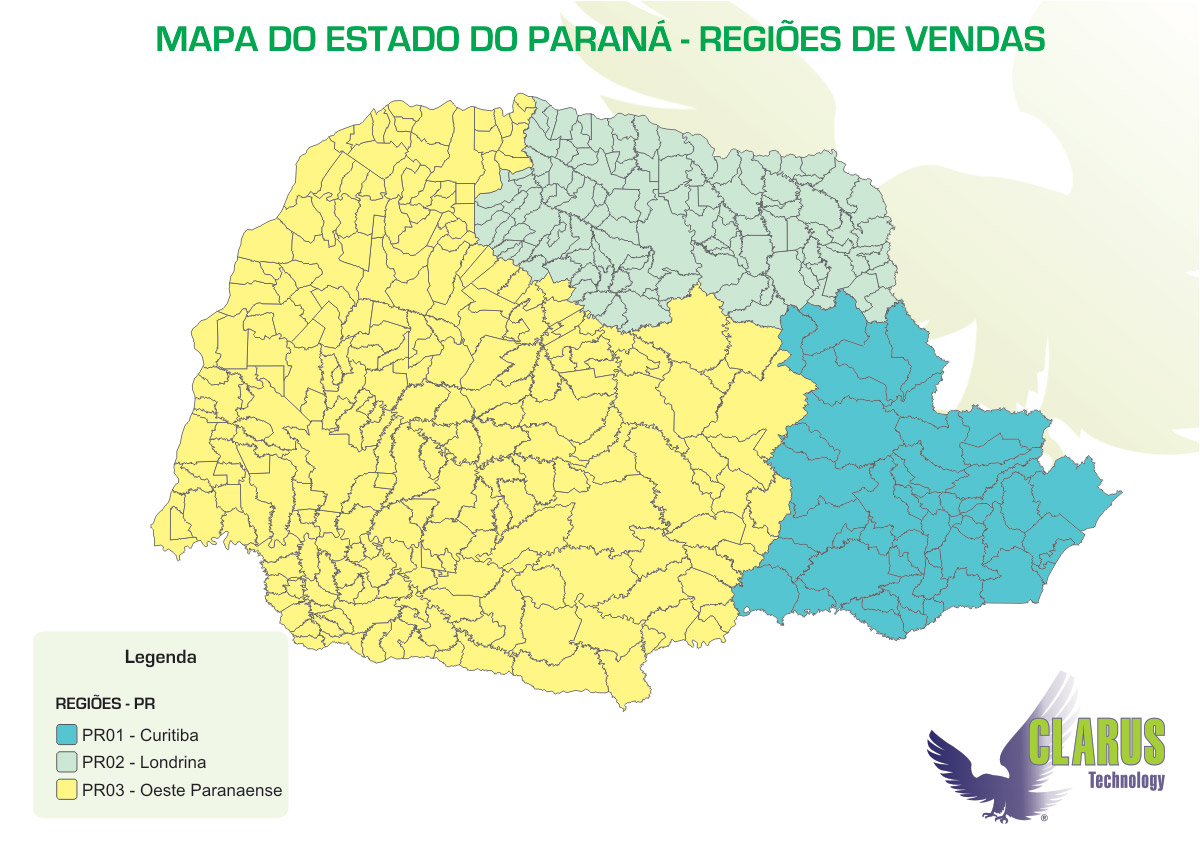 MAPA DO ESTADO DO PARANÁ - REGIÕES DE VENDAS
Legenda
REGIÕES - PR
PR01 - Curitiba
PR02 - Londrina
PR03 - Oeste Paranaense
CLARUS
Technology
®